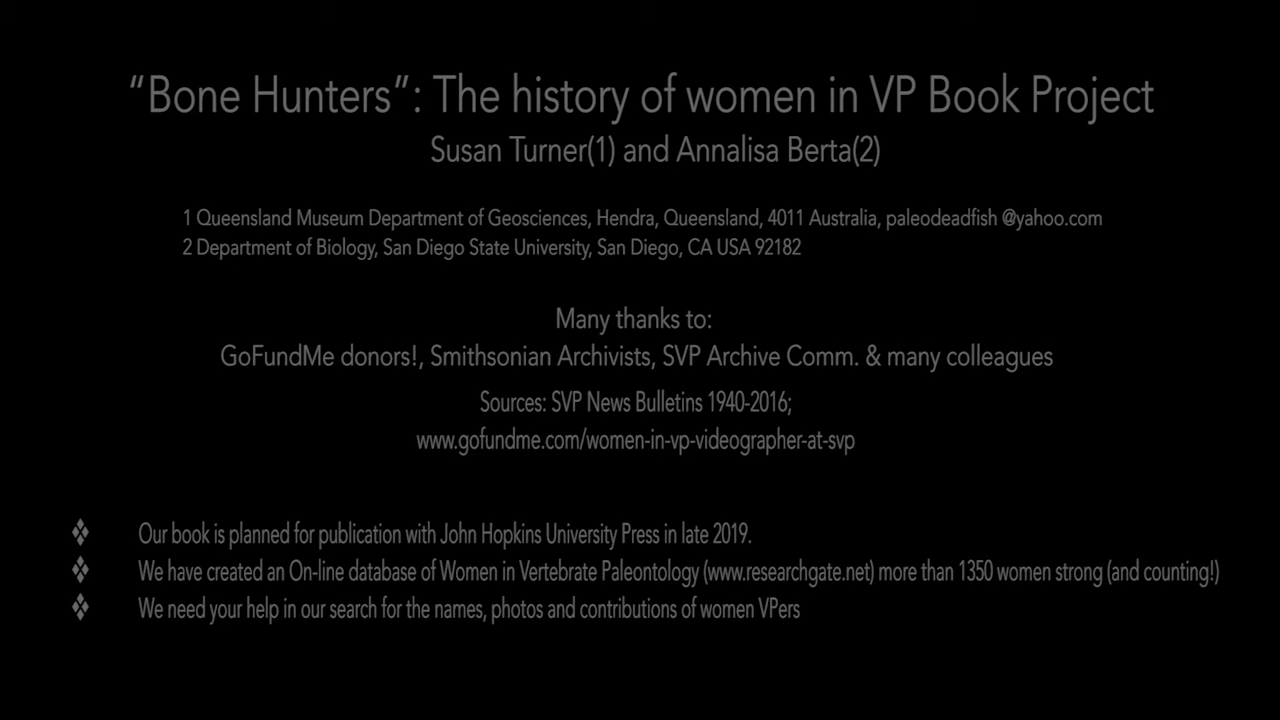 “Bone Hunters”: The history of women in VP Book Project
Susan Turner(1) and Annalisa Berta(2)
1 Queensland Museum Department of Geosciences, Hendra, Queensland, 4011 Australia, paleodeadfish @yahoo.com
2 Department of Biology, San Diego State University, San Diego, CA USA 92182
Many thanks to:
GoFundMe donors!, Smithsonian Archivists, SVP Archive Comm. & many colleagues
Sources: SVP News Bulletins 1940-2016;
www.gofundme.com/women-in-vp-videographer-at-svp
❖ Our book is planned for publication with John Hopkins University Press in late 2019.
❖ We have created an On-line database of Women in Vertebrate Paleontology (www.researchgate.net) more than 1350 women strong (and counting!)
❖ We need your help in our search for the names, photos and contributions of women VPers